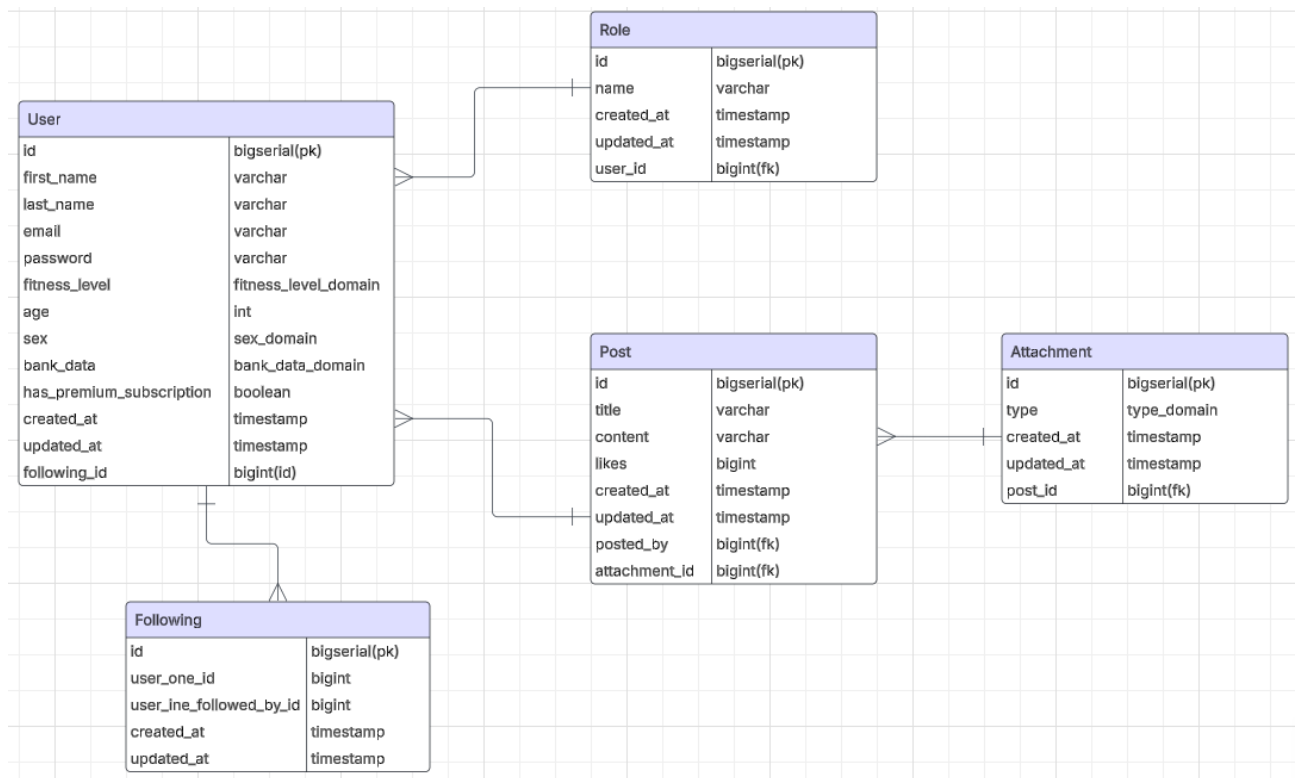 Role
id bigserial(pk)
name varchar
created_at timestamp
updated_at timestamp
user_id bigint(fk)
User
id bigserial(pk)
first_name varchar
last_name varchar
email varchar
password varchar
fitness_level fitness_level_domain
age int
sex sex_domain
bank_data bank_data_domain
has_premium_subscription boolean
created_at timestamp
updated_at timestamp
following_id bigint(id)
Post
id bigserial(pk)
title varchar
content varchar
likes bigint
created_at timestamp
updated_at timestamp
posted_by bigint(fk)
attachment_id bigint(fk)
Attachment
id bigserial(pk)
type type_domain
created_at timestamp
updated_at timestamp
post_id bigint(fk)
Following
id bigserial(pk)
user_one_id bigint
user_ine_followed_by_id bigint
created_at timestamp
updated_at timestamp